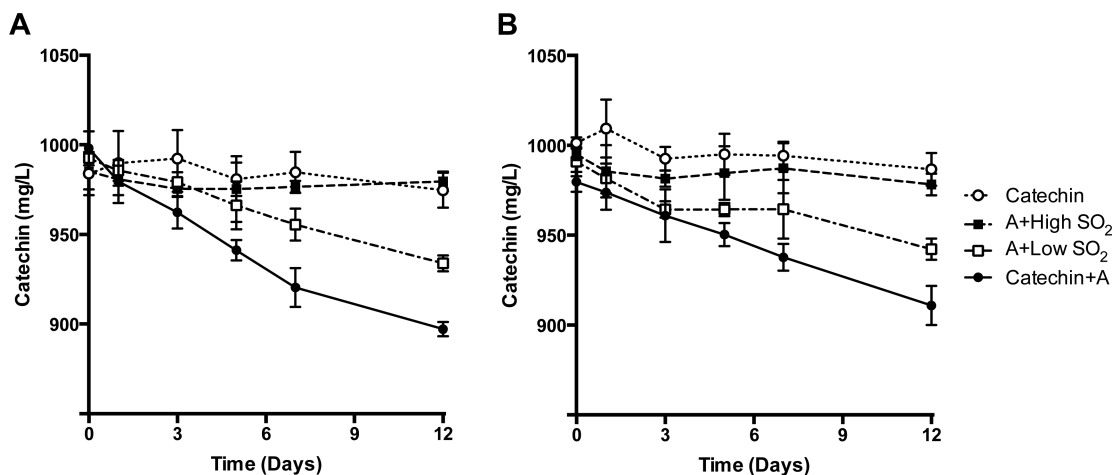 A
1050
1000
950
900
Catechin (mg/L)
0 3 6 9 12
Time (Days)
B
1050
1000
950
900
Catechin (mg/L)
0 3 6 9 12
Time (Days)
Catechin
A+High SO₂
A+Low SO₂
Catechin+A